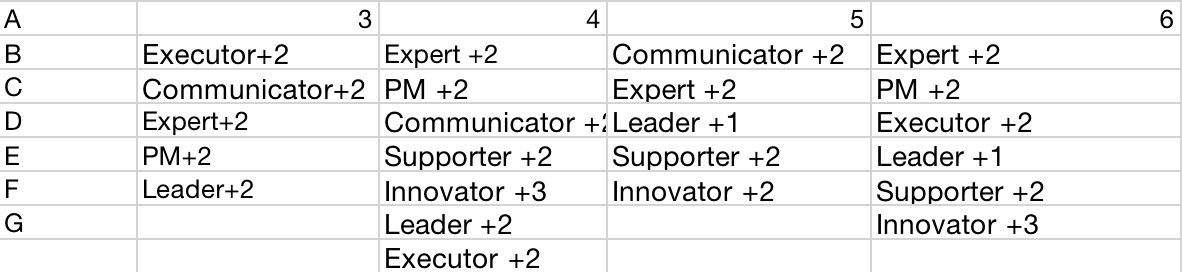 A 3 4 5 6
B Executor+2 Expert +2 Communicator +2 Expert +2
C Communicator+2 PM +2 Expert +2 PM +2
D Expert+2 Communicator +2 Leader +1 Executor +2
E PM+2 Supporter +2 Supporter +2 Leader +1
F Leader+2 Innovator +3 Innovator +2 Supporter +2
G Leader +2 Innovator +3
Executor +2